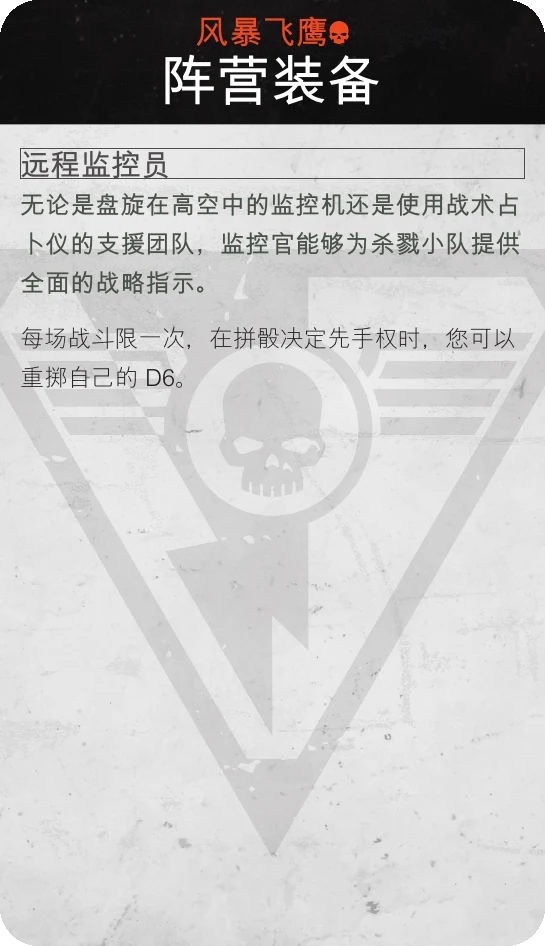 风暴飞鹰
阵营装备
远程监控员
无论是盘旋在高空中的监控机还是使用战术占
卜仪的支援团队，监控官能够为杀戮小队提供
全面的战略指示。
每场战斗限一次，在拼骰决定先手权时，您可以
重掷自己的 D6。